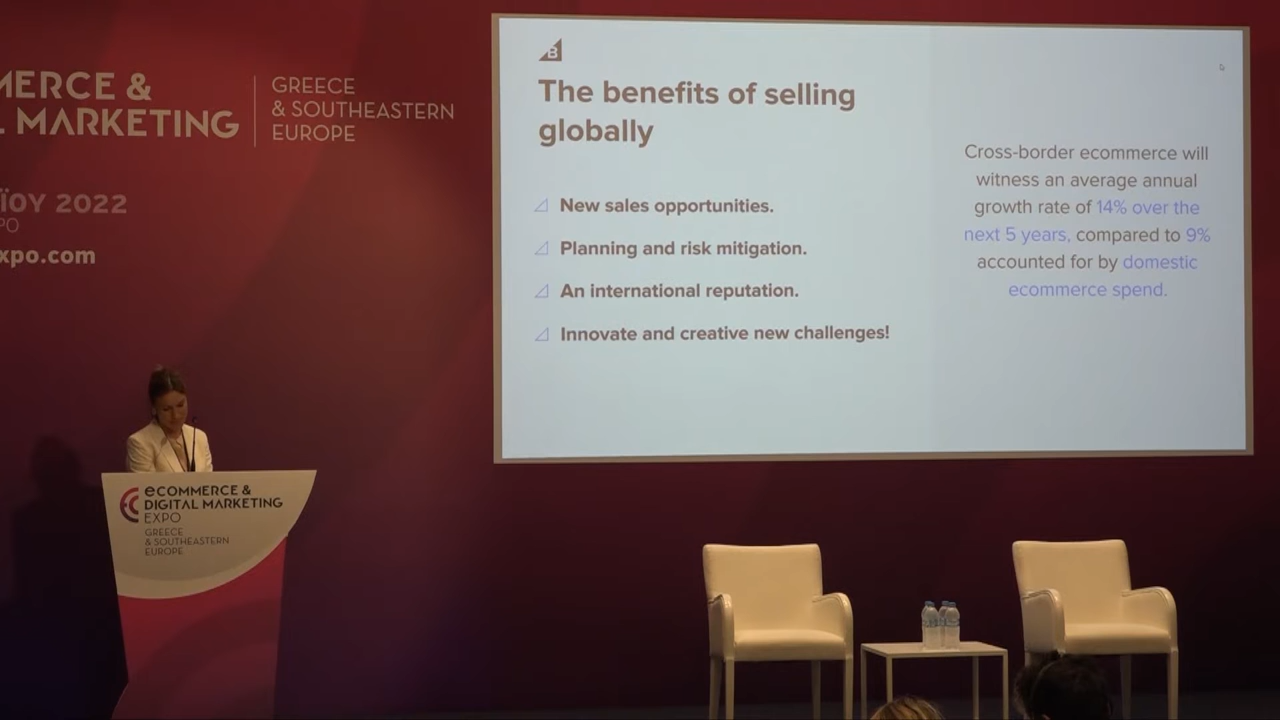 MERCE &
L MARKETING
GREECE
& SOUTHEASTERN
EUROPE
ΪΟΥ 2022
PO
xpo.com
B
The benefits of selling
globally
New sales opportunities.
Planning and risk mitigation.
An international reputation.
Innovate and creative new challenges!
Cross-border ecommerce will
witness an average annual
growth rate of 14% over the
next 5 years, compared to 9%
accounted for by domestic
ecommerce spend.
eCOMMERCE &
DIGITAL MARKETING
EXPO
GREECE
& SOUTHEASTERN
EUROPE